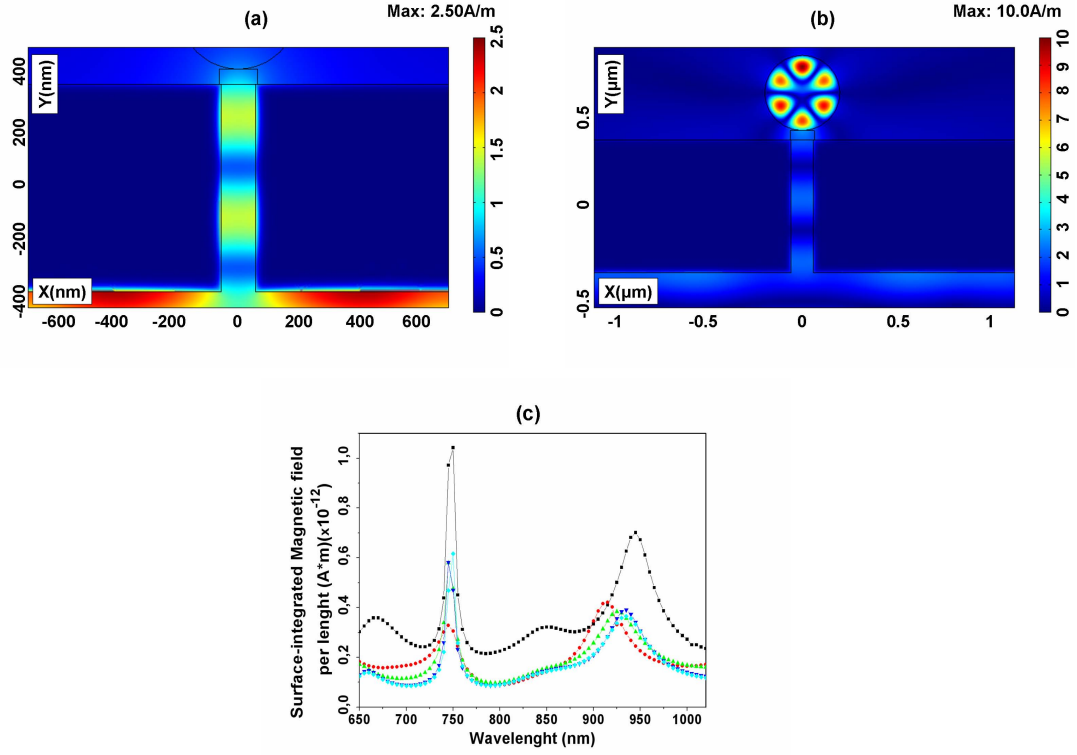 (a)
Max: 2.50A/m
Y(nm)
400
200
0
-200
-400
X(nm)
-600 -400 -200 0 200 400 600
2.5
2
1.5
1
0.5
0
(b)
Max: 10.0A/m
Y(µm)
0.5
0
-0.5
X(µm)
-1 -0.5 0 0.5 1
10
9
8
7
6
5
4
3
2
1
0
(c)
Surface-integrated Magnetic field
per lenght (A*m)(x10-12)
1,0
0,8
0,6
0,4
0,2
0,0
650 700 750 800 850 900 950 1000
Wavelenght (nm)